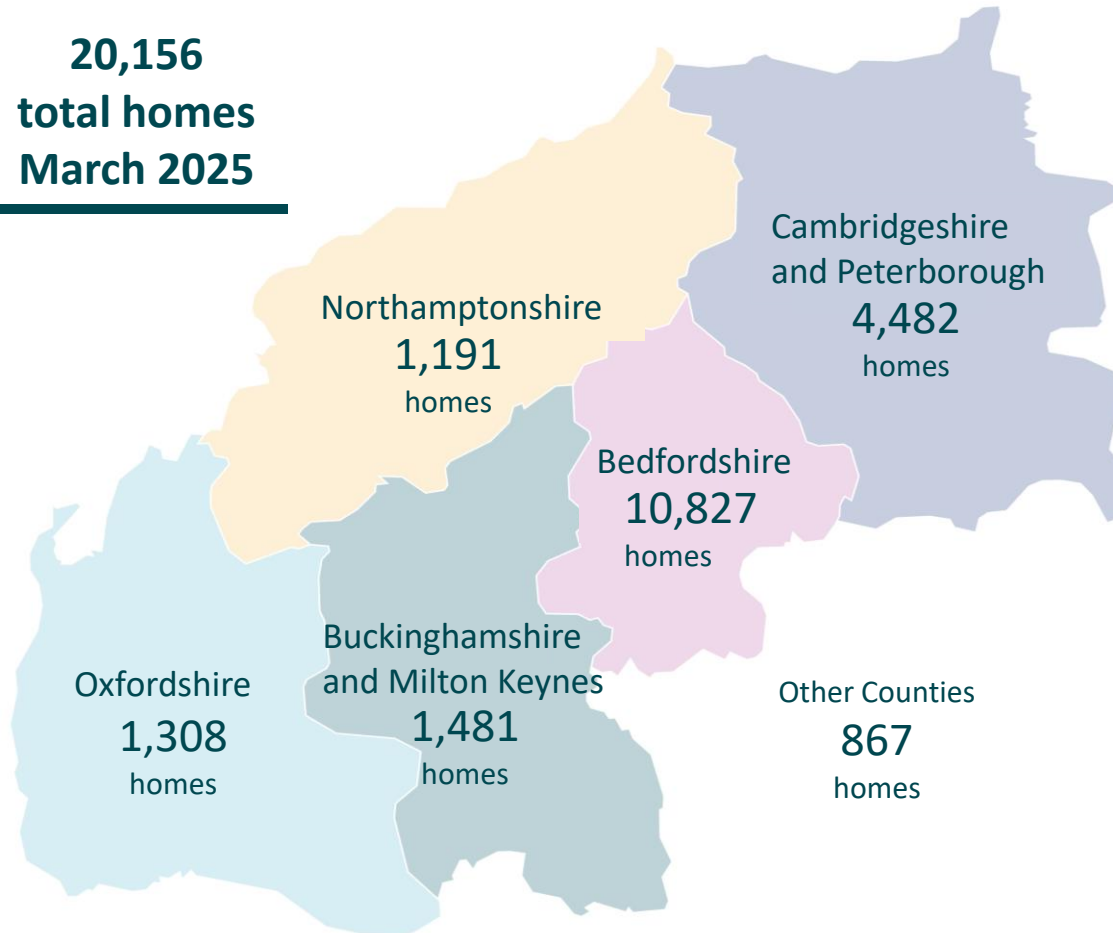 20,156
total homes
March 2025
Cambridgeshire
and Peterborough
4,482
homes
Northamptonshire
1,191
homes
Bedfordshire
10,827
homes
Buckinghamshire
and Milton Keynes
1,481
homes
Oxfordshire
1,308
homes
Other Counties
867
homes